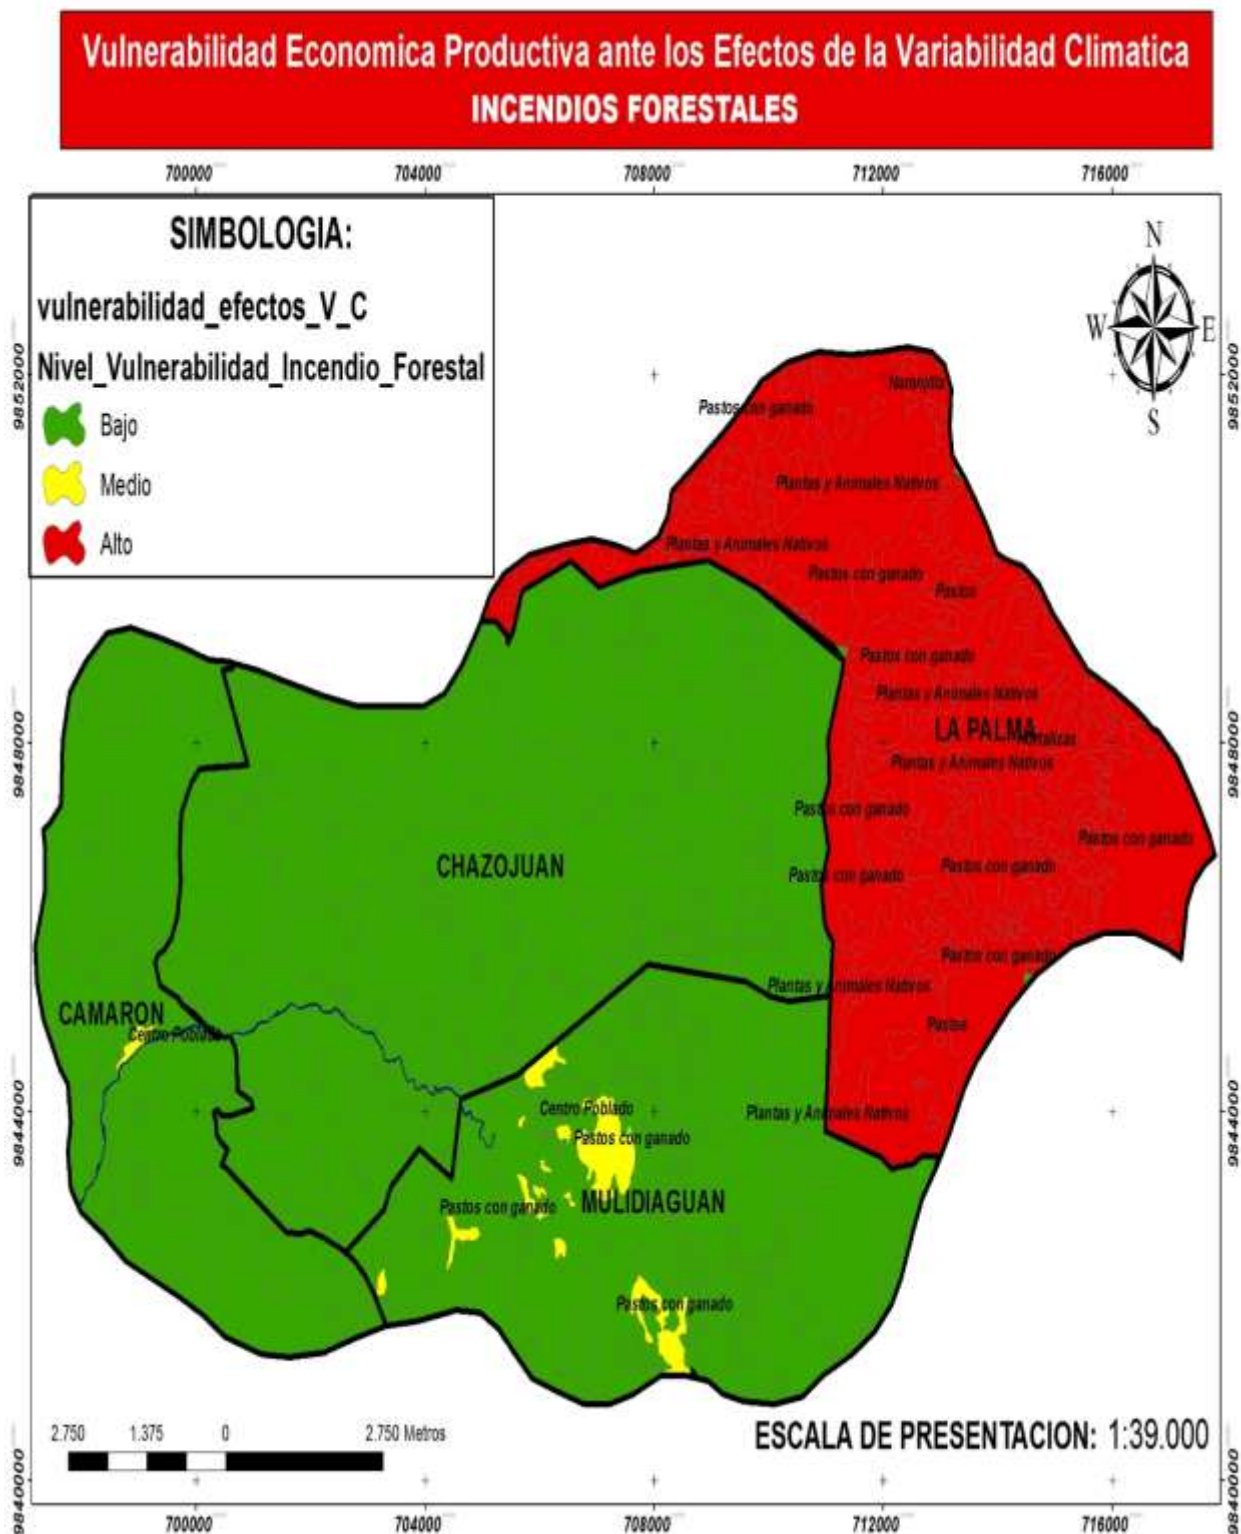 Vulnerabilidad Economica Productiva ante los Efectos de la Variabilidad Climatica
INCENDIOS FORESTALES
700000 704000 708000 712000 716000
SIMBOLOGIA:
vulnerabilidad_efectos_V_C
Nivel_Vulnerabilidad_Incendio_Forestal
Bajo
Medio
Alto
N
W E
S
9852000 9852000
Naranjilla
Pastos con ganado
Plantas y Animales Nativos
Plantas y Animales Nativos
Pastos con ganado
Pastos
Pastos con ganado
Plantas y Animales Nativos
LA PALMA
Hortalizas
9848000 9848000
Plantas y Animales Nativos
Pastos con ganado
Pastos con ganado
CHAZOJUAN
Pastos con ganado
Pastos con ganado
Pastos con ganado
Plantas y Animales Nativos
CAMARON
Centro Poblado
Pastos
9844000 9844000
Centro Poblado
Plantas y Animales Nativos
Pastos con ganado
MULIDIAGUAN
Pastos con ganado
Pastos con ganado
2.750 1.375 0 2.750 Metros
ESCALA DE PRESENTACION: 1:39.000
9840000 9840000
700000 704000 708000 712000 716000